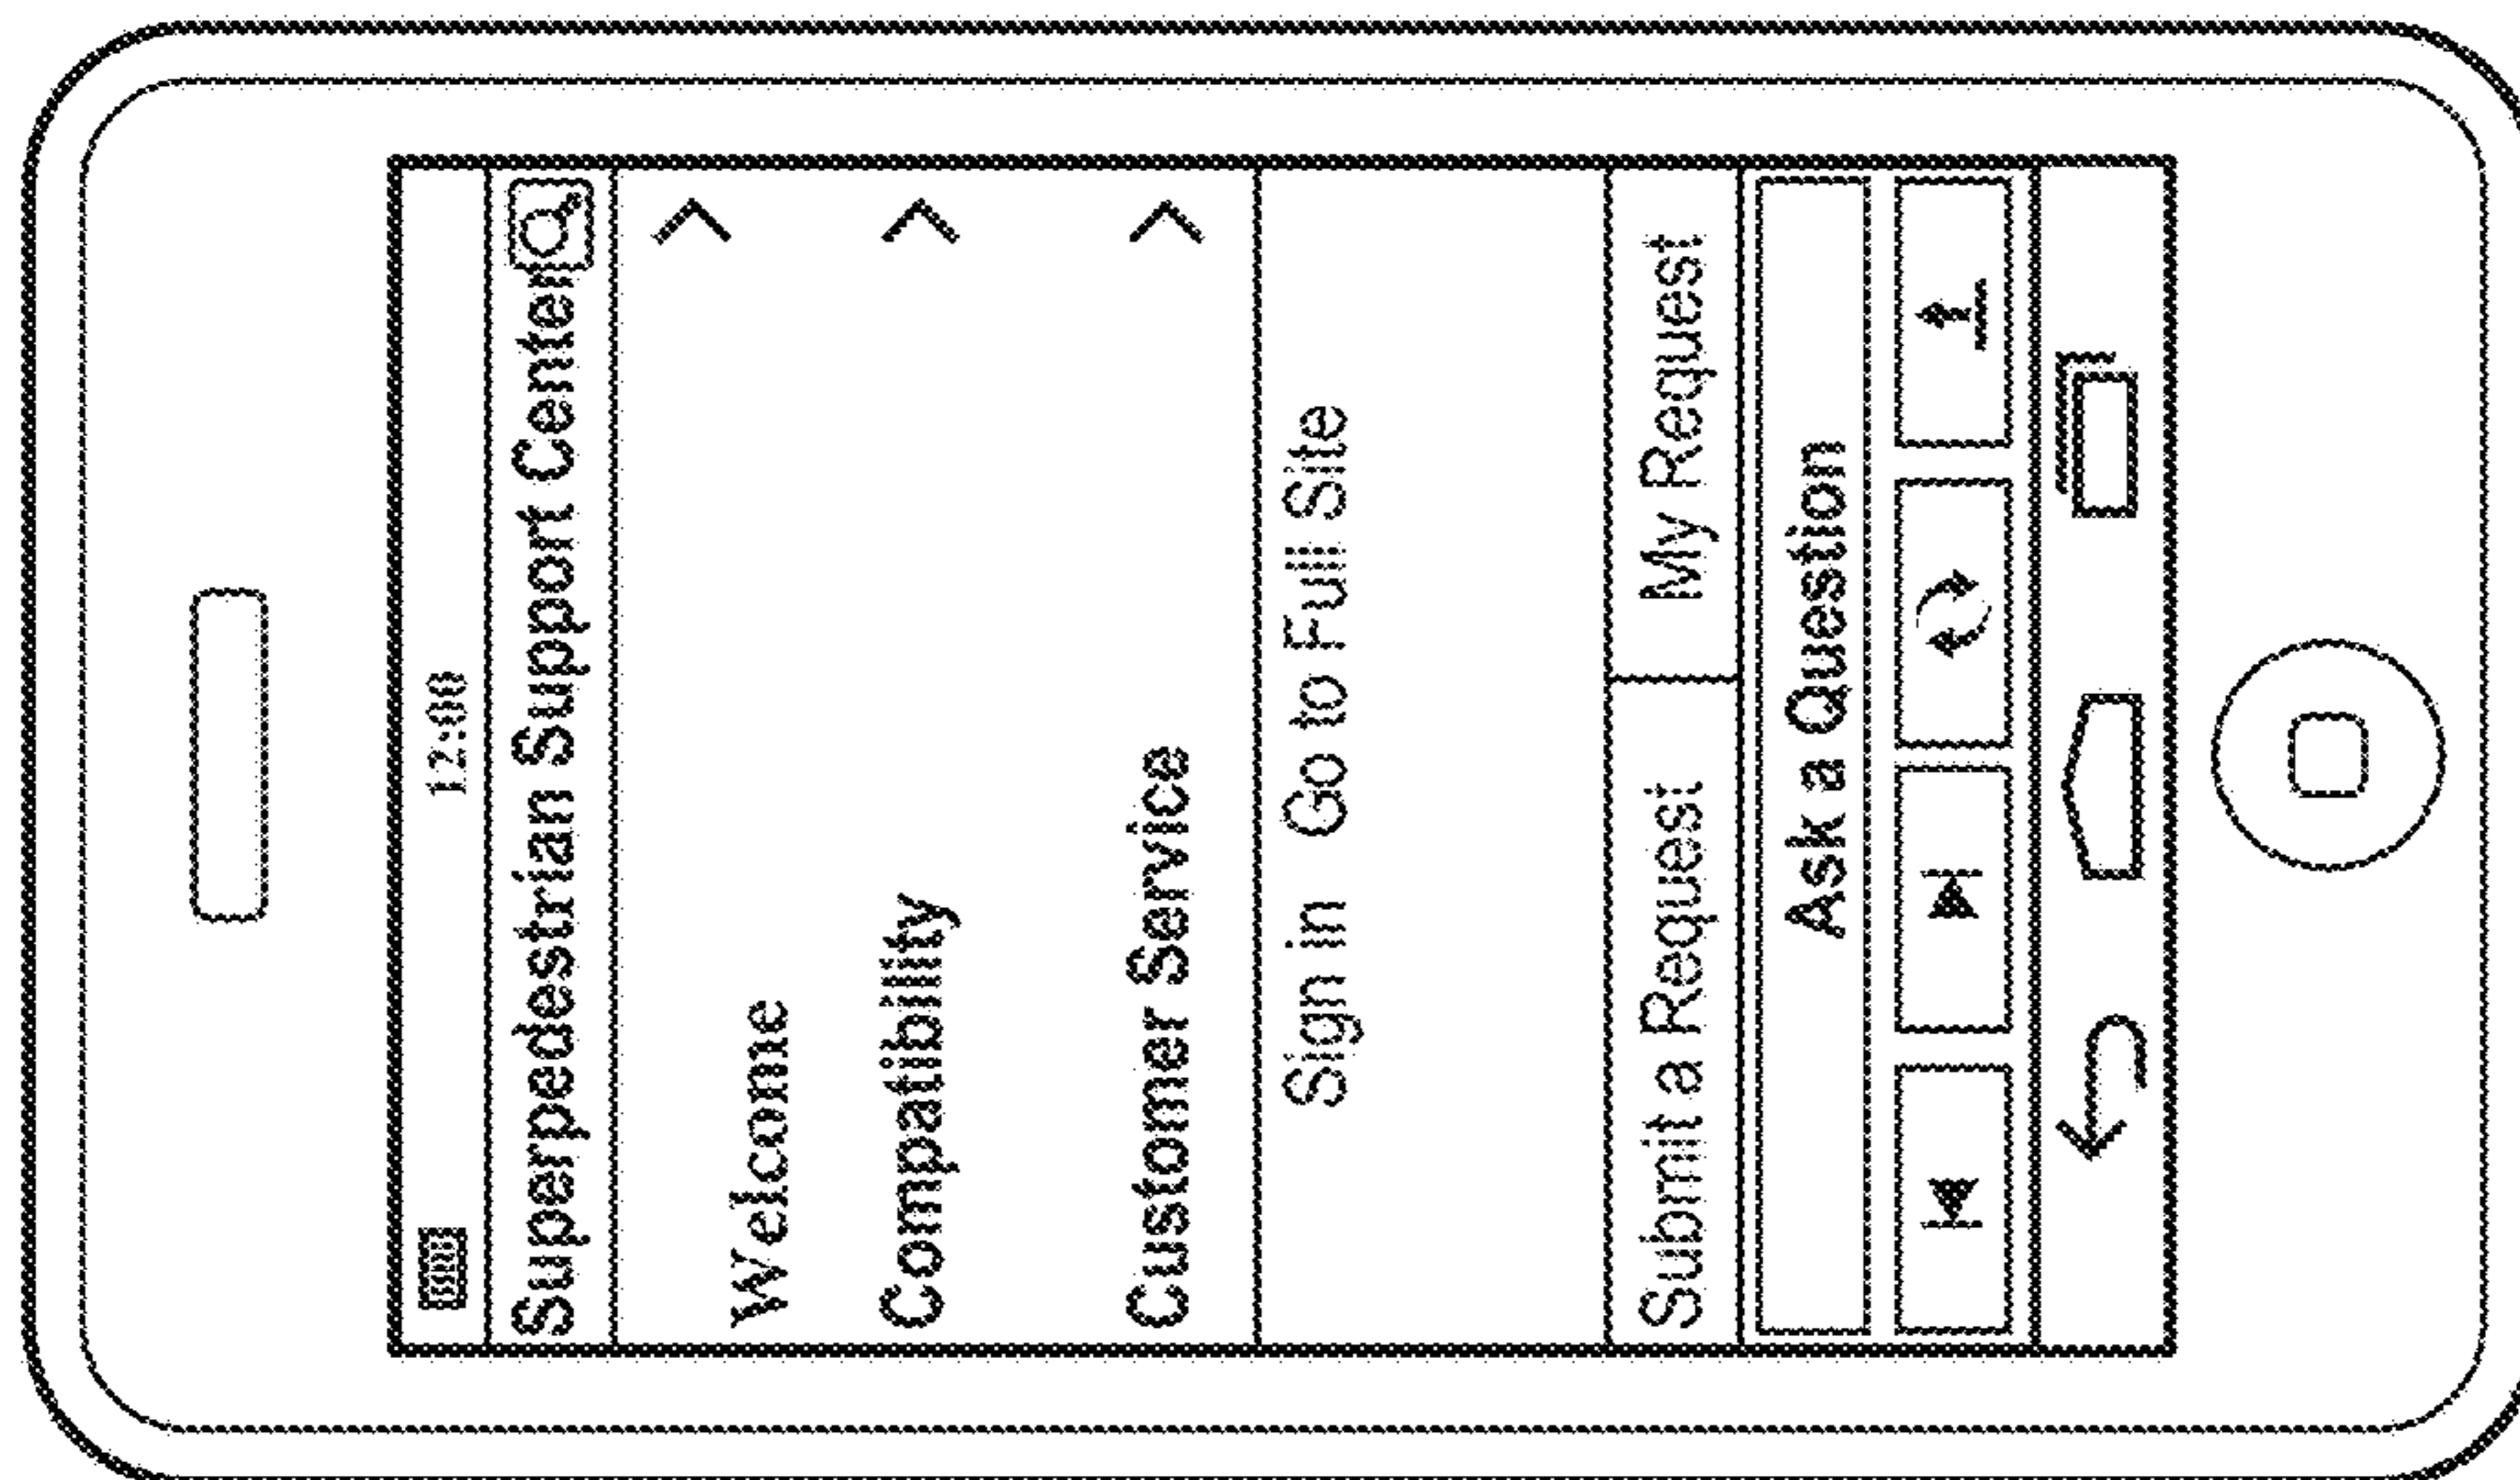 12:00
Superpedestrian Support Center
Welcome
Compatibility
Customer Service
Sign in Go to Full Site
Submit a Request My Request
Ask a Question